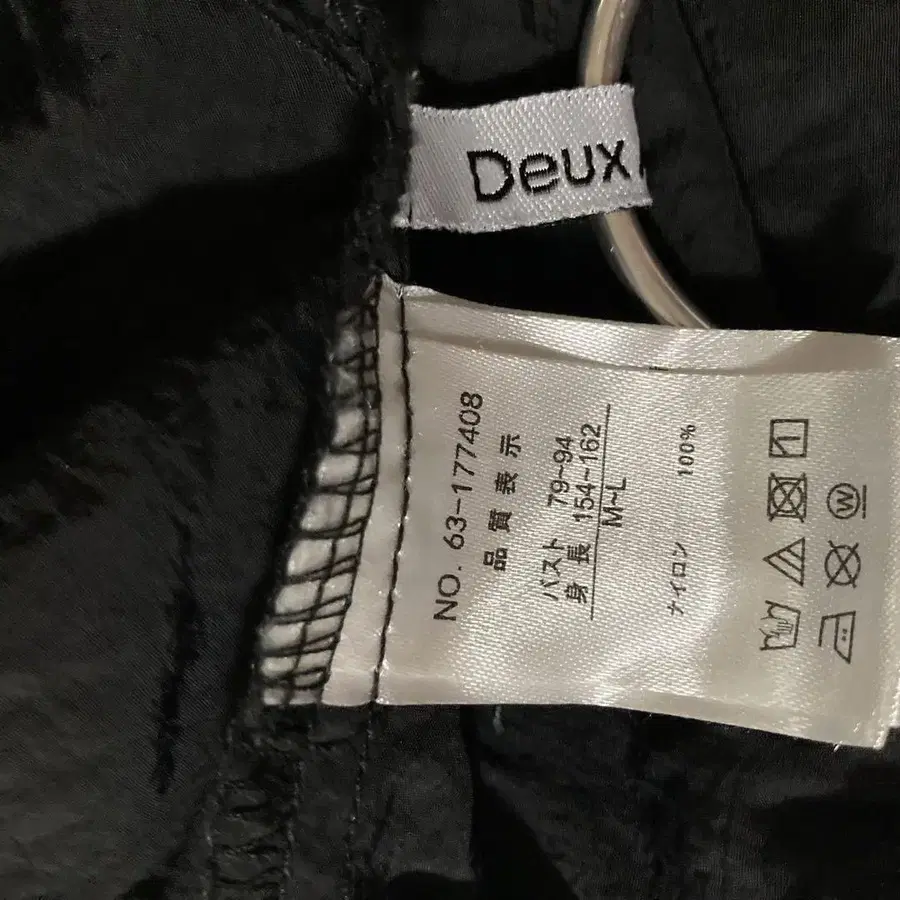 Deux
NO. 63-177408
品質表示
バスト 79-94
身長 154-162
M~L
ナイロン 100%
W